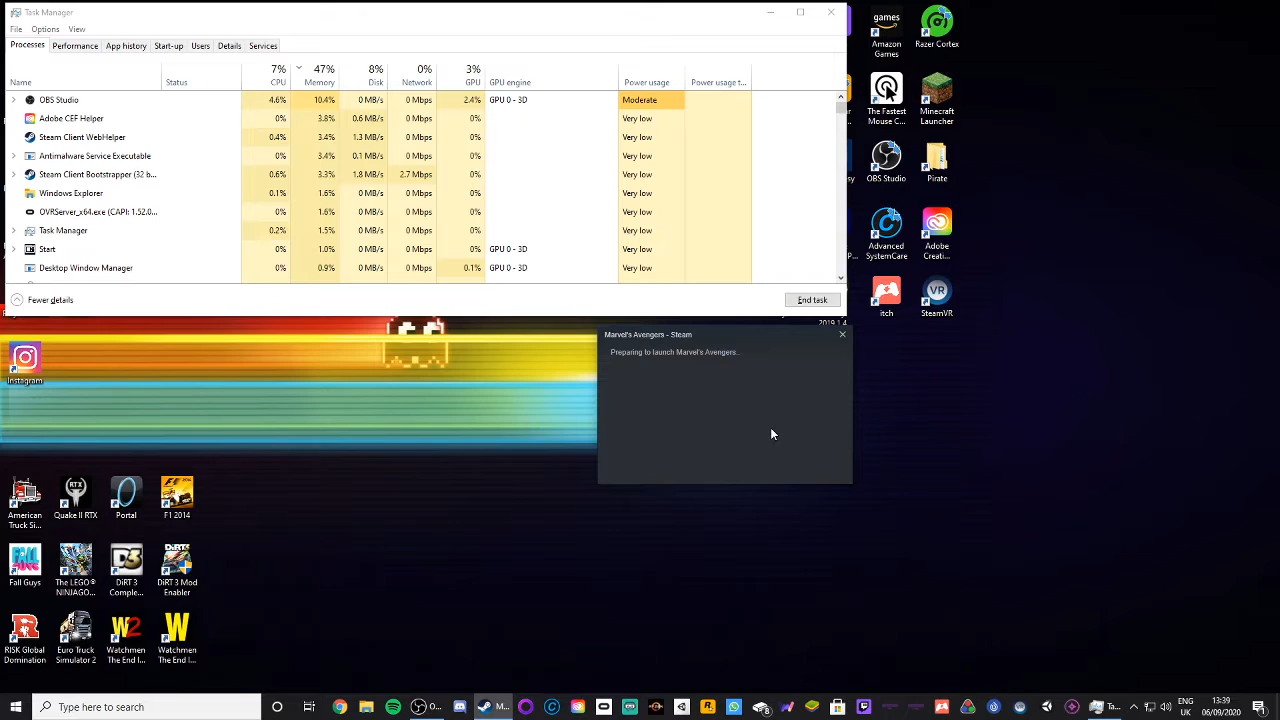 Task Manager
File Options View
Processes Performance App history Start-up Users Details Services
7% 47% 8% 0% 3%
Name Status CPU Memory Disk Network GPU GPU engine Power usage Power usage t...
OBS Studio 4.6% 10.4% 0 MB/s 0 Mbps 2.4% GPU 0 - 3D Moderate
Adobe CEF Helper 0% 3.8% 0.6 MB/s 0 Mbps 0% Very low
Steam Client WebHelper 0.4% 3.4% 1.3 MB/s 0 Mbps 0% Very low
Antimalware Service Executable 0% 3.4% 0.1 MB/s 0 Mbps 0% Very low
Steam Client Bootstrapper (32 b... 0.6% 3.3% 1.8 MB/s 2.7 Mbps 0% Very low
Windows Explorer 0.1% 1.6% 0 MB/s 0 Mbps 0% Very low
OVRServer_x64.exe (CAPI: 1.52.0... 0% 1.6% 0 MB/s 0 Mbps 0% Very low
Task Manager 0.2% 1.5% 0 MB/s 0 Mbps 0% Very low
Start 0% 1.0% 0 MB/s 0 Mbps 0% GPU 0 - 3D Very low
Desktop Window Manager 0% 0.9% 0 MB/s 0 Mbps 0.1% GPU 0 - 3D Very low
Fewer details End task
games
Amazon Games
Razer Cortex
The Fastest Mouse C...
Minecraft Launcher
OBS Studio
Pirate
Advanced SystemCare
Adobe Creati...
itch
VR
SteamVR
2019.1.4
Marvel's Avengers - Steam
Preparing to launch Marvel's Avengers...
Instagram
American Truck Si...
RTX
Quake II RTX
Portal
F1 2014
Fall Guys
The LEGO® NINJAGO...
DiRT 3 Comple...
DiRT 3 Mod Enabler
RISK Global Domination
Euro Truck Simulator 2
Watchmen The End I...
Watchmen The End I...
Type here to search
O...
M...
Ta...
ENG
UK
13:39
06/09/2020